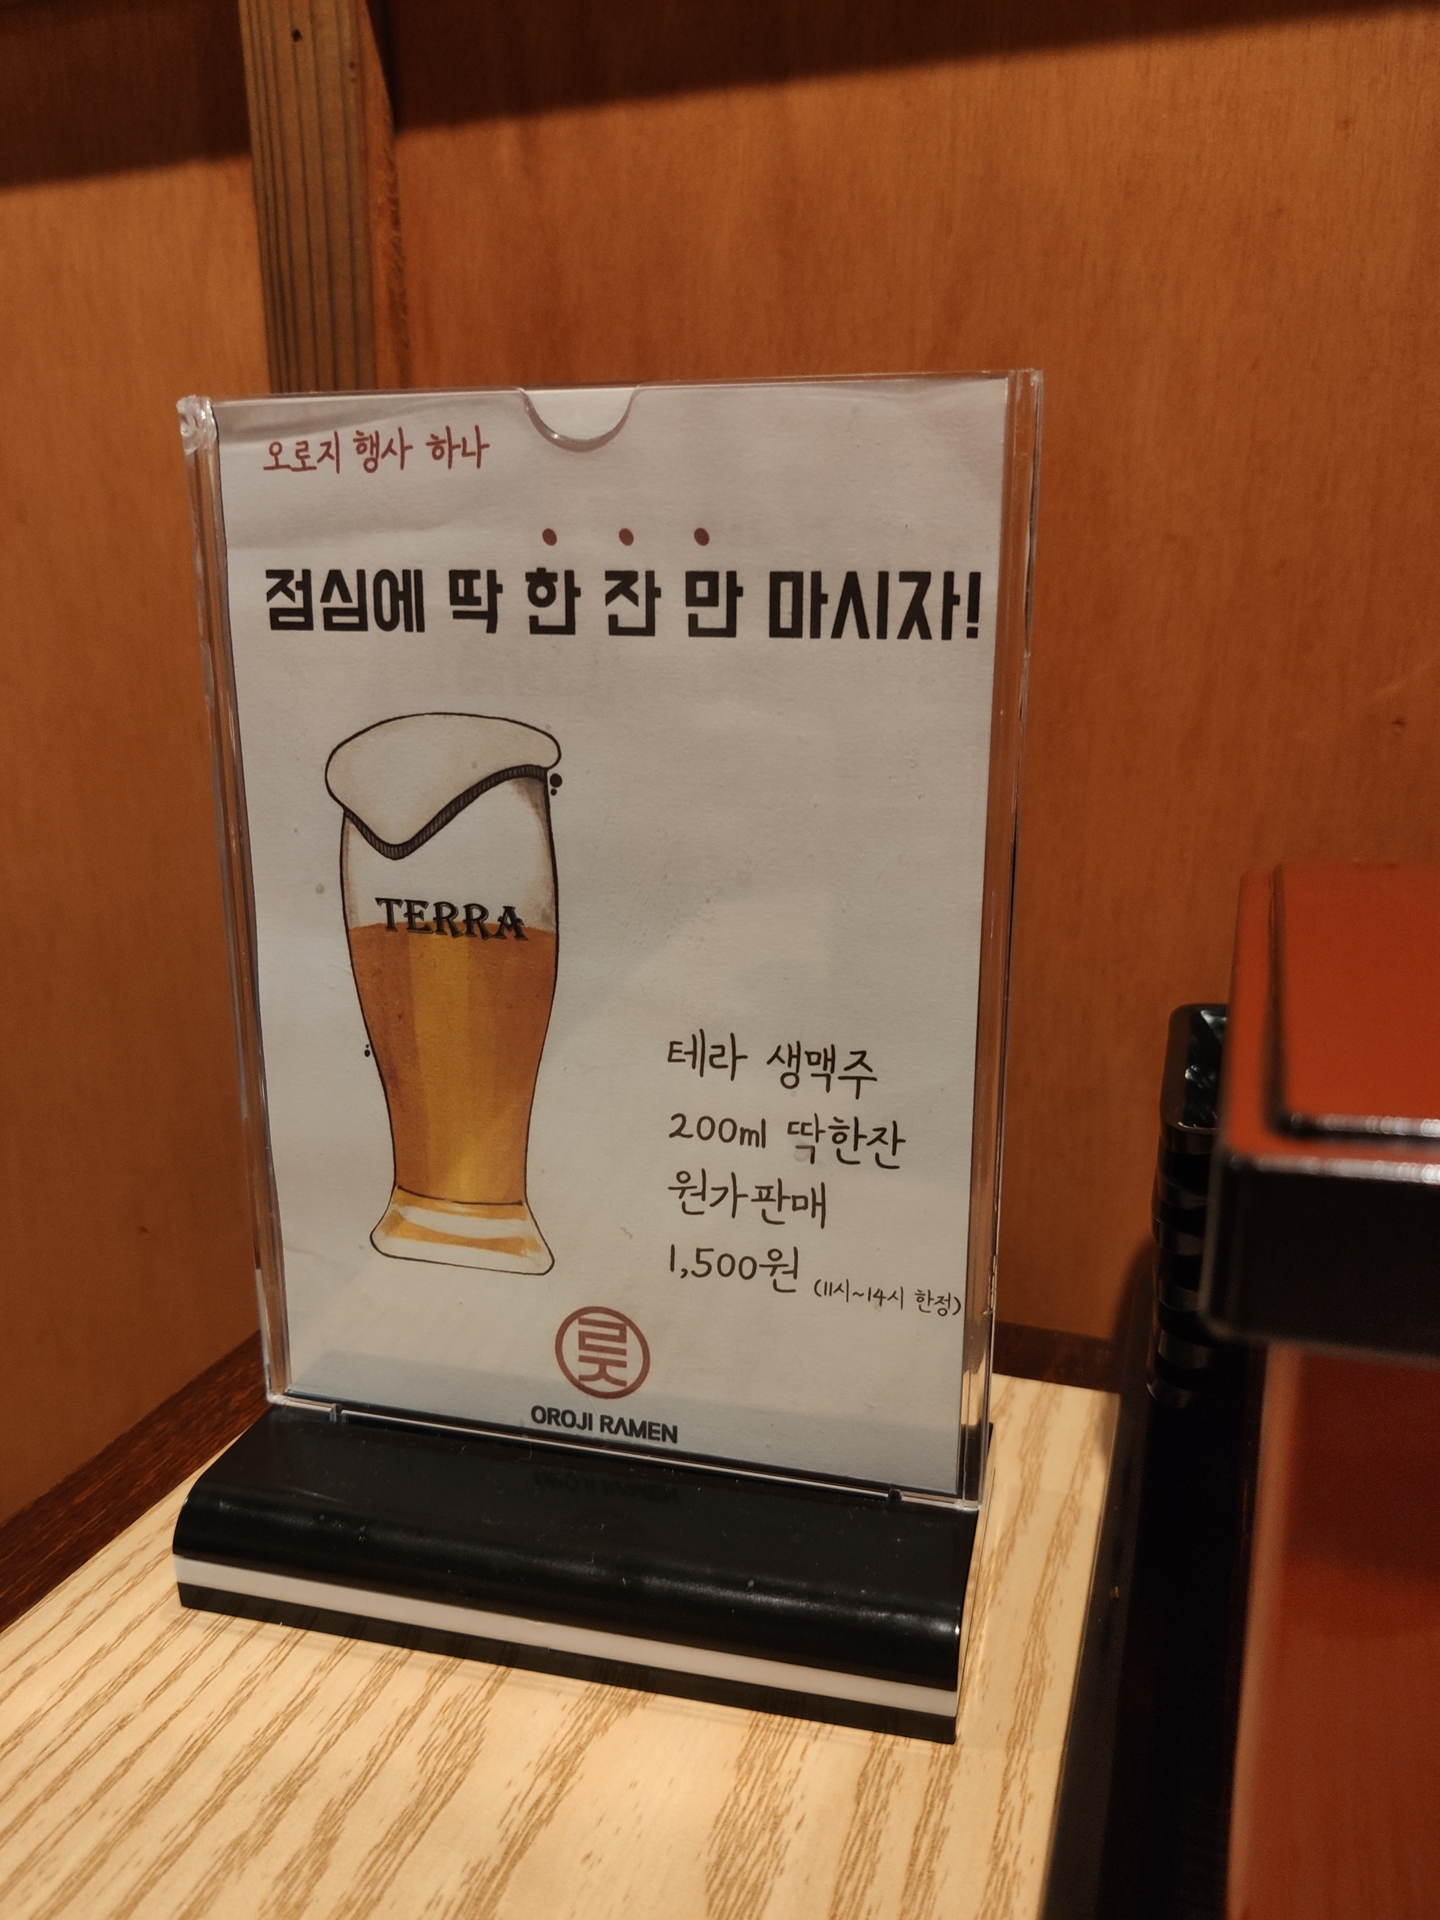 오로지 행사 하나
점심에 딱 한 잔 만 마시자!
TERRA
테라 생맥주
200ml 딱한잔
원가판매
1,500원 (11시~14시 한정)
OROJI RAMEN